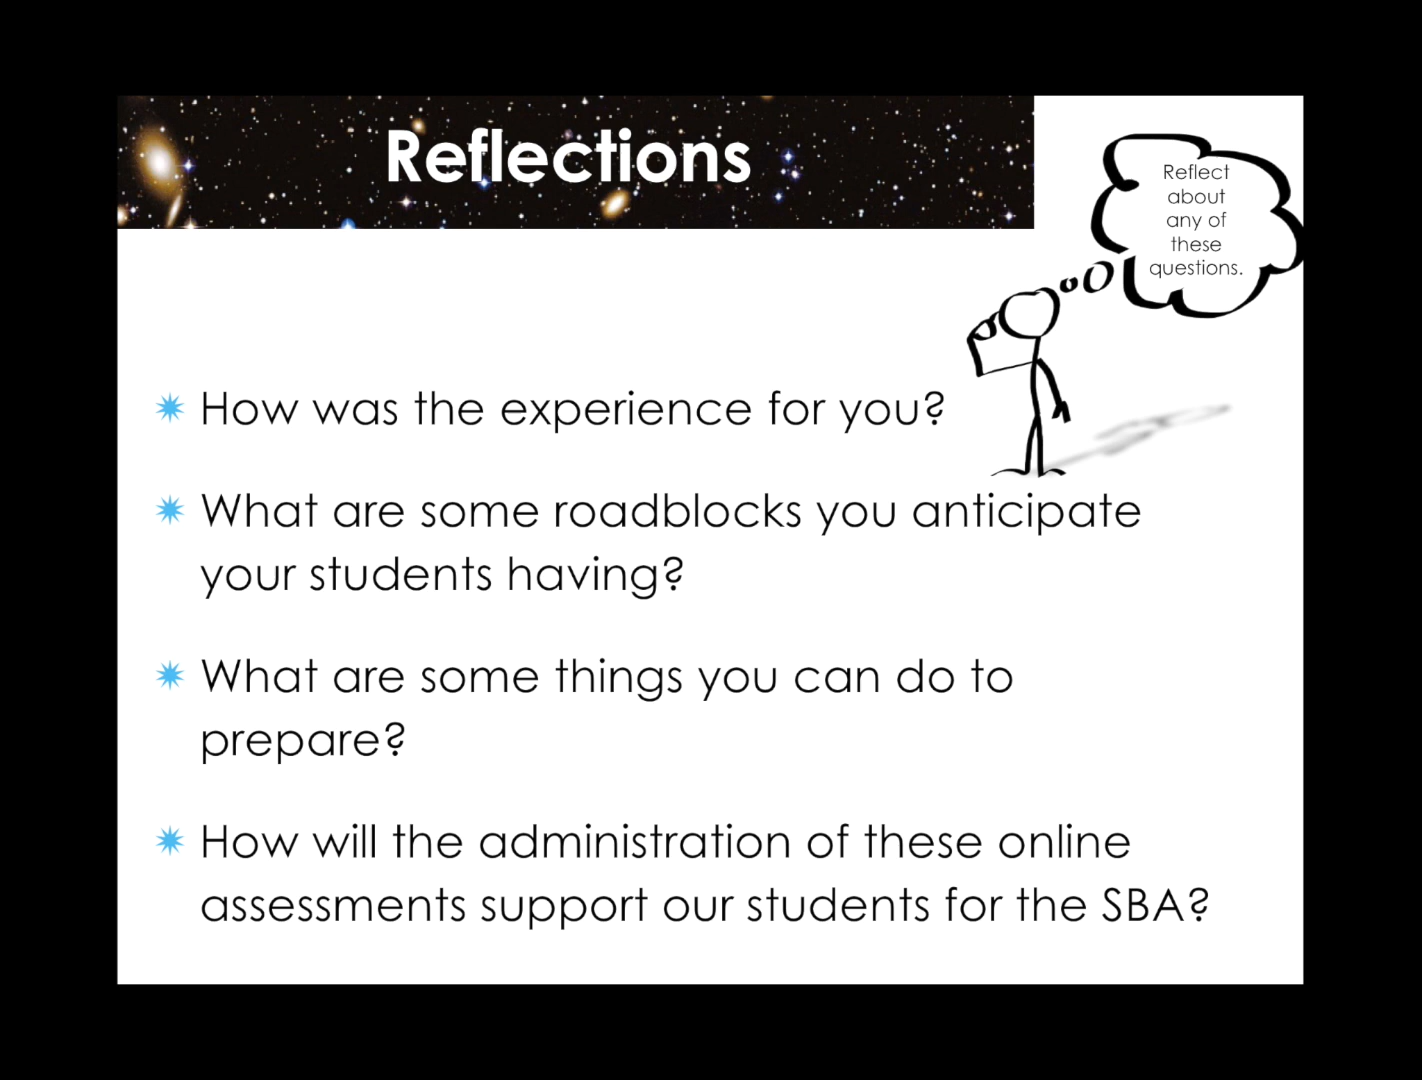 Reflections
Reflect
about
any of
these
questions.
How was the experience for you?
What are some roadblocks you anticipate
your students having?
What are some things you can do to
prepare?
How will the administration of these online
assessments support our students for the SBA?